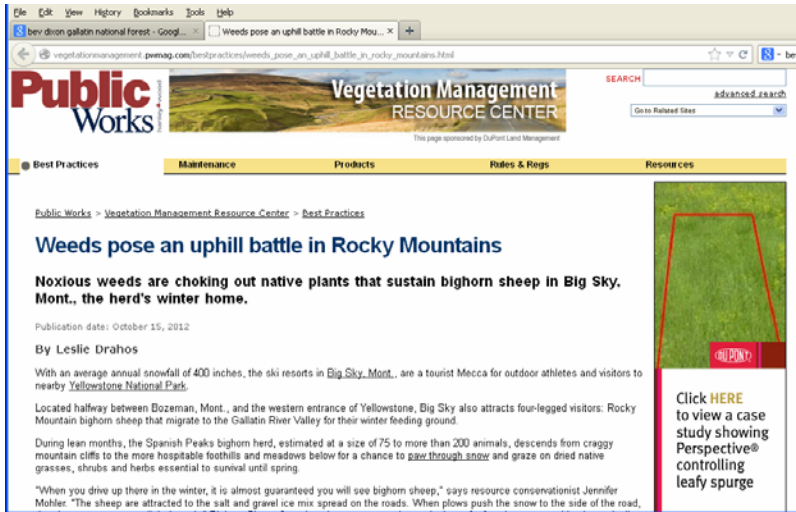 File Edit View History Bookmarks Tools Help
bev dixon gallatin national forest - Googl... × Weeds pose an uphill battle in Rocky Mou... × +
vegetationmanagement.pwmag.com/bestpractices/weeds_pose_an_uphill_battle_in_rocky_mountains.html 8 - be
Public Works hanley wood
Vegetation Management
RESOURCE CENTER
This page sponsored by DuPont Land Management
SEARCH
advanced search
Go to Related Sites
Best Practices Maintenance Products Rules & Regs Resources
Public Works > Vegetation Management Resource Center > Best Practices
Weeds pose an uphill battle in Rocky Mountains
Noxious weeds are choking out native plants that sustain bighorn sheep in Big Sky,
Mont., the herd's winter home.
Publication date: October 15, 2012
By Leslie Drahos
With an average annual snowfall of 400 inches, the ski resorts in Big Sky, Mont., are a tourist Mecca for outdoor athletes and visitors to
nearby Yellowstone National Park.
Located halfway between Bozeman, Mont., and the western entrance of Yellowstone, Big Sky also attracts four-legged visitors: Rocky
Mountain bighorn sheep that migrate to the Gallatin River Valley for their winter feeding ground.
During lean months, the Spanish Peaks bighorn herd, estimated at a size of 75 to more than 200 animals, descends from craggy
mountain cliffs to the more hospitable foothills and meadows below for a chance to paw through snow and graze on dried native
grasses, shrubs and herbs essential to survival until spring.
"When you drive up there in the winter, it is almost guaranteed you will see bighorn sheep," says resource conservationist Jennifer
Mohler. "The sheep are attracted to the salt and gravel ice mix spread on the roads. When plows push the snow to the side of the road,
DUPONT
Click HERE
to view a case
study showing
Perspective®
controlling
leafy spurge